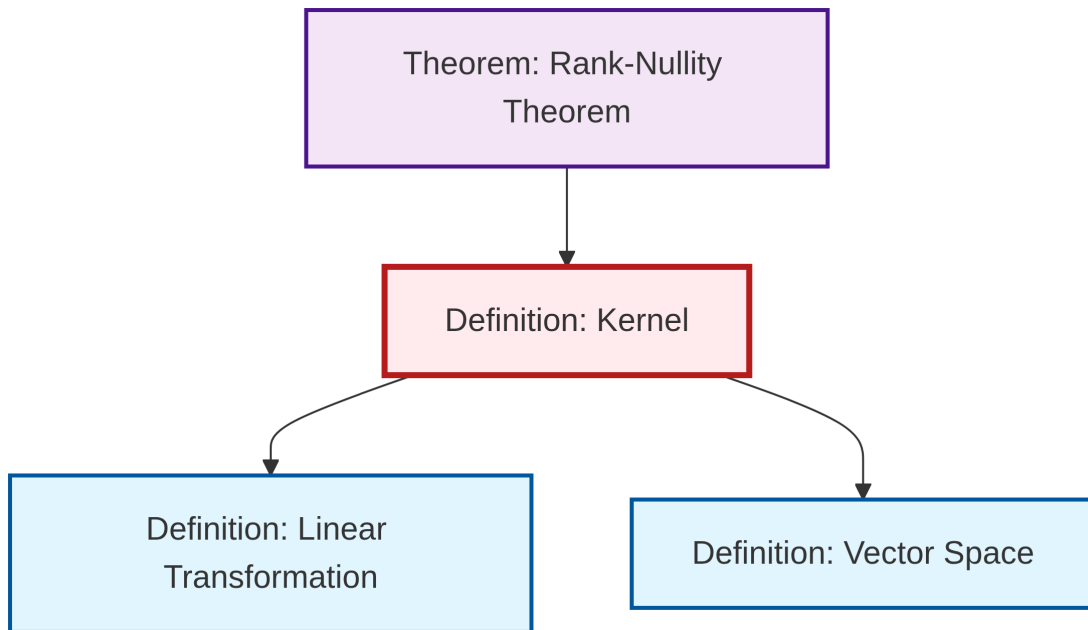 Theorem: Rank-Nullity
Theorem
Definition: Kernel
Definition: Linear
Transformation
Definition: Vector Space